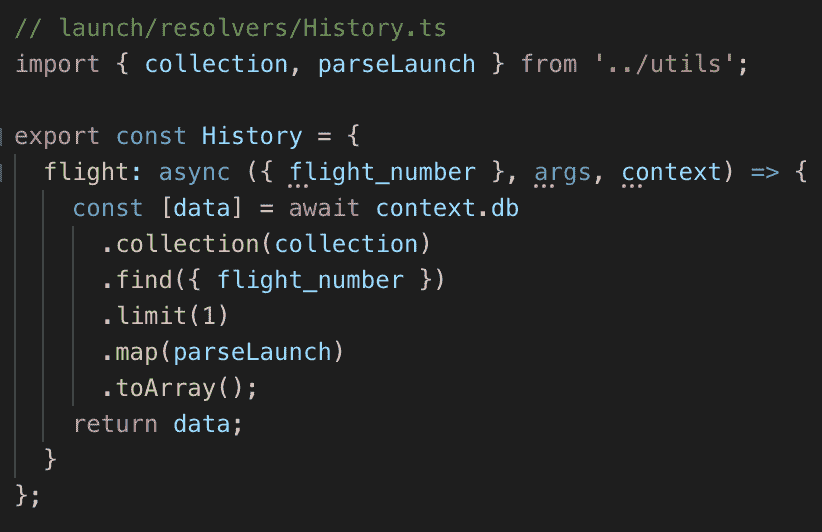 // launch/resolvers/History.ts
import { collection, parseLaunch } from '../utils';
export const History = {
flight: async ({ flight_number }, args, context) => {
const [data] = await context.db
.collection(collection)
.find({ flight_number })
.limit(1)
.map(parseLaunch)
.toArray();
return data;
}
};